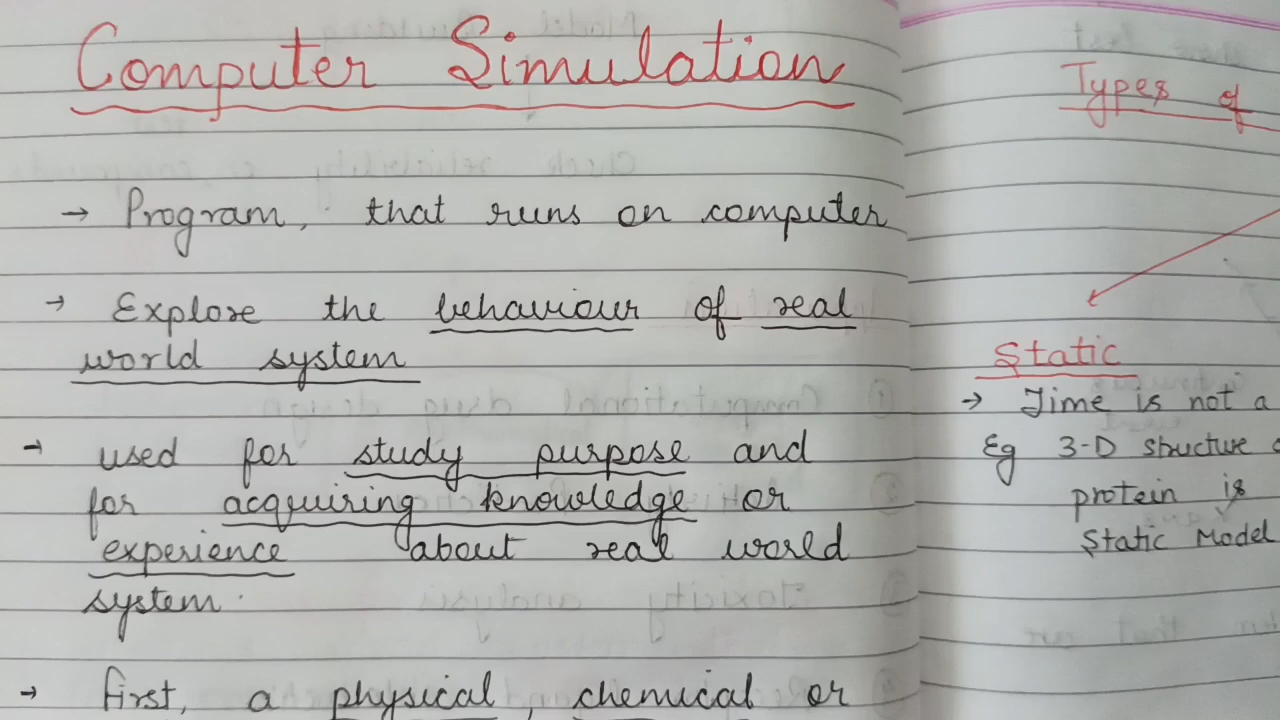 Computer Simulation
→ Program, that runs on computer
→ Explore the behaviour of real
world system
→ used for study purpose and
for acquiring knowledge or
experience about real world
system.
→ first, a physical, chemical or
Types of
Static
→ Time is not a
Eg 3-D structure
protein is
Static Model